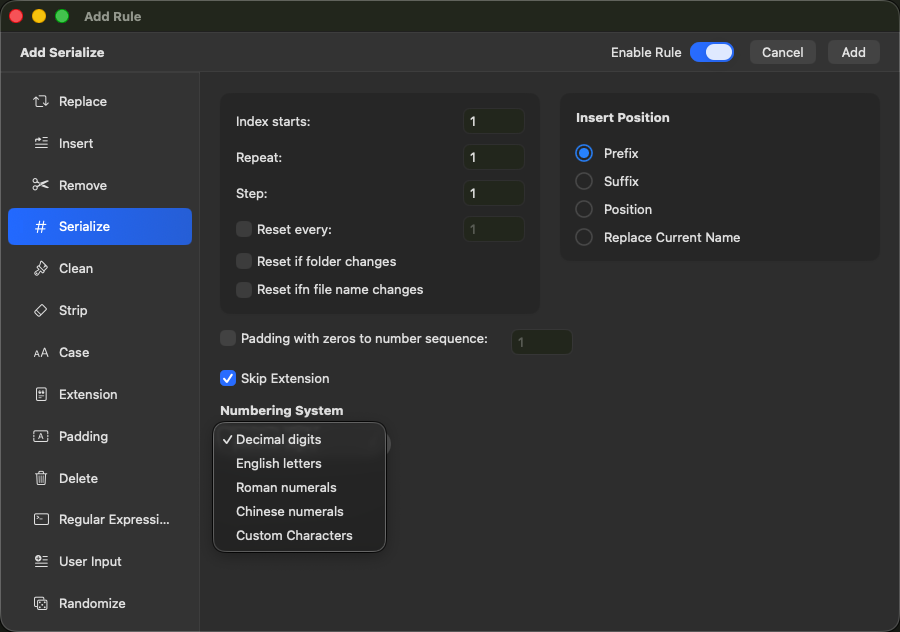 Add Rule
Add Serialize
Enable Rule
Cancel
Add
Replace
Insert
Remove
Serialize
Clean
Strip
Case
Extension
Padding
Delete
Regular Expressi...
User Input
Randomize
Index starts:
1
Repeat:
1
Step:
1
Reset every:
1
Reset if folder changes
Reset ifn file name changes
Insert Position
Prefix
Suffix
Position
Replace Current Name
Padding with zeros to number sequence:
1
Skip Extension
Numbering System
Decimal digits
English letters
Roman numerals
Chinese numerals
Custom Characters